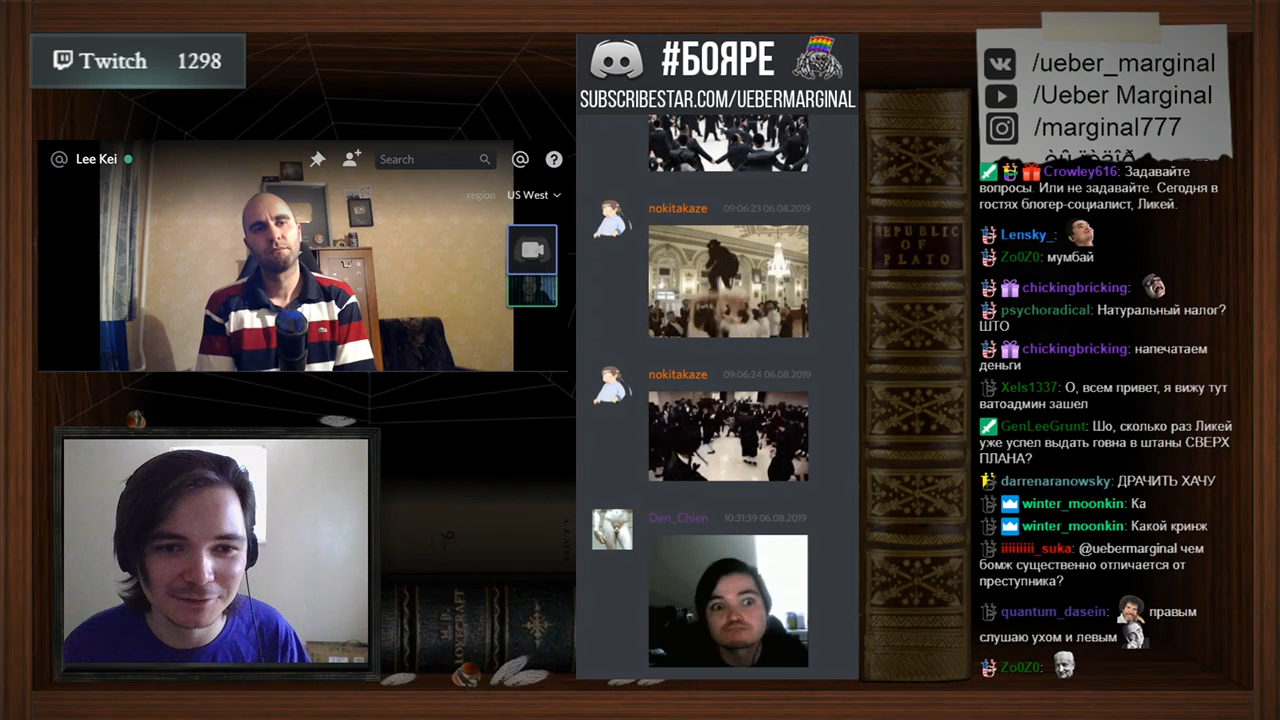 Twitch 1298
@ Lee Kei
Search
@
?
region US West
#БОЯРЕ
SUBSCRIBESTAR.COM/UEBERMARGINAL
nokitakaze 09:06:23 06.08.2019
nokitakaze 09:06:24 06.08.2019
Den_Chlen 10:31:39 06.08.2019
REPUBLIC
OF
PLATO
H.P.
LOVECRAFT
/ueber_marginal
/Ueber Marginal
/marginal777
Crowley616: Задавайте
вопросы. Или не задавайте. Сегодня в
гостях блогер-социалист, Ликей.
Lensky_:
Zo0Z0: мумбай
chickingbricking:
psychoradical: Натуральный налог?
ШТО
chickingbricking: напечатаем
деньги
Xels1337: О, всем привет, я вижу тут
ватоадмин зашел
GenLeeGrunt: Шо, сколько раз Ликей
уже успел выдать говна в штаны СВЕРХ
ПЛАНА?
darrenaranowsky: ДРАЧИТЬ ХАЧУ
winter_moonkin: Ка
winter_moonkin: Какой кринж
iiiiiiiii_suka: @uebermarginal чем
бомж существенно отличается от
преступника?
quantum_dasein: правым
слушаю ухом и левым
Zo0Z0: